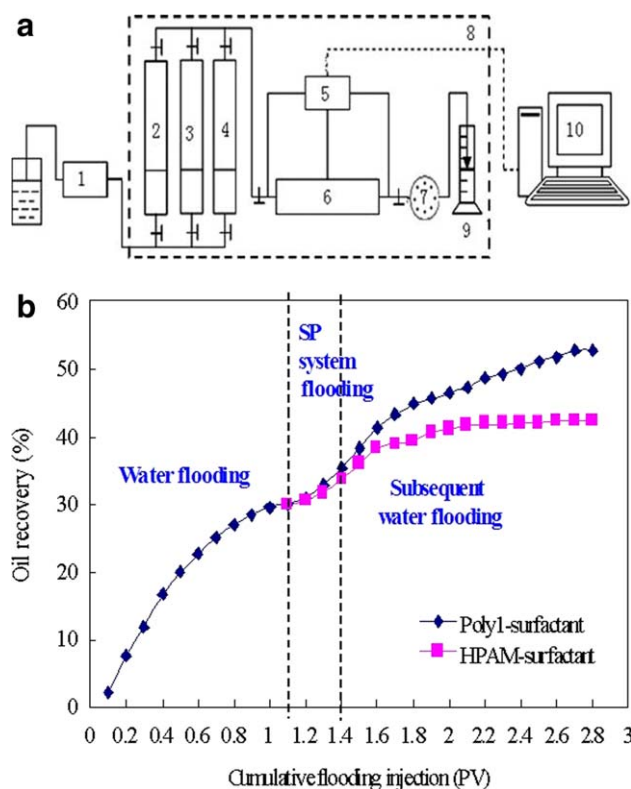 a
8
2 3 4
5
10
1
6
7
9
b
60
50
40
30
20
10
0
SP
system
flooding
Water flooding
Subsequent
water flooding
Poly1-surfactant
HPAM-surfactant
0 0.2 0.4 0.6 0.8 1 1.2 1.4 1.6 1.8 2 2.2 2.4 2.6 2.8 3
Cumulative flooding injection (PV)
Oil recovery (%)